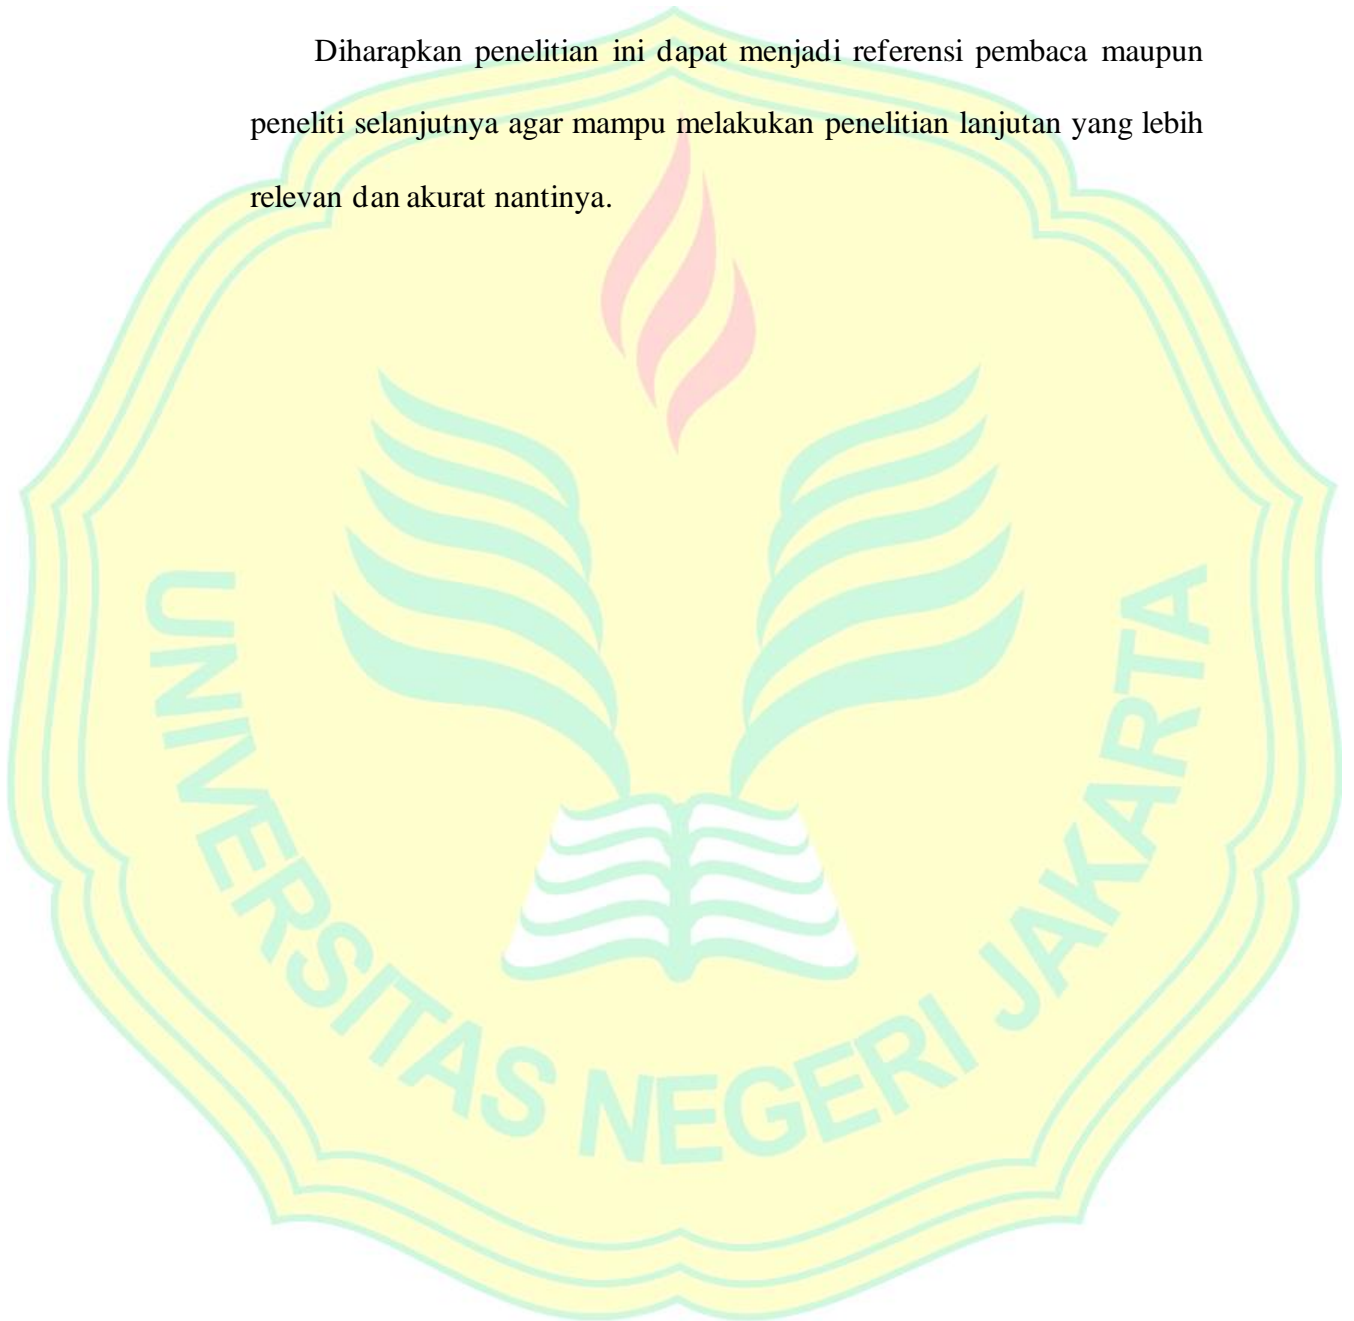 Diharapkan penelitian ini dapat menjadi referensi pembaca maupun
peneliti selanjutnya agar mampu melakukan penelitian lanjutan yang lebih
relevan dan akurat nantinya.
UNIVERSITAS NEGERI JAKARTA